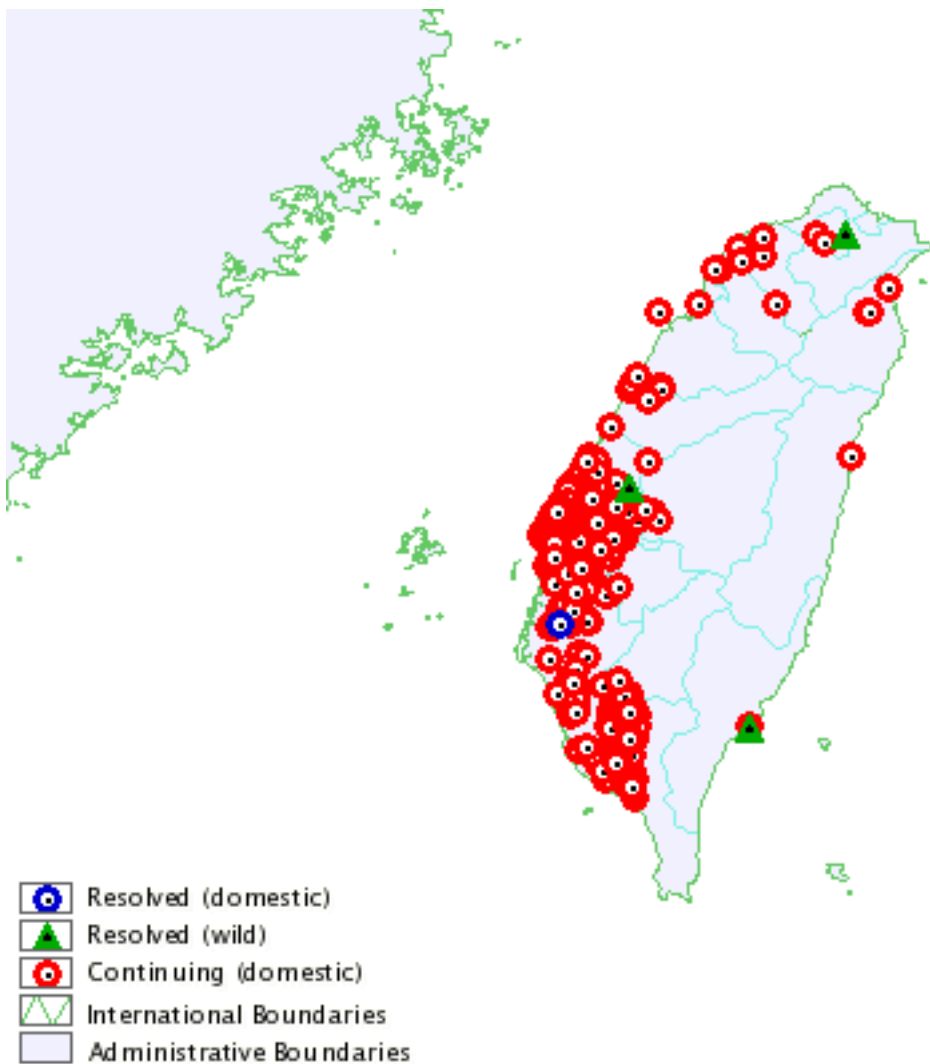 Resolved (domestic)
Resolved (wild)
Continuing (domestic)
International Boundaries
Administrative Boundaries